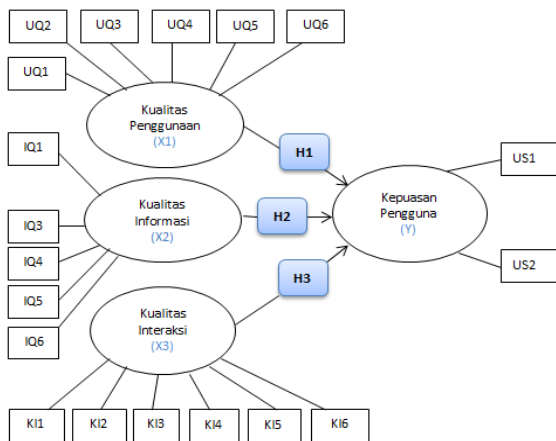 UQ2
UQ3
UQ4
UQ5
UQ6
UQ1
Kualitas
Penggunaan
(X1)
H1
IQ1
US1
Kualitas
Informasi
(X2)
H2
Kepuasan
Pengguna
(Y)
IQ3
IQ4
H3
US2
IQ5
Kualitas
Interaksi
(X3)
IQ6
KI1
KI2
KI3
KI4
KI5
KI6